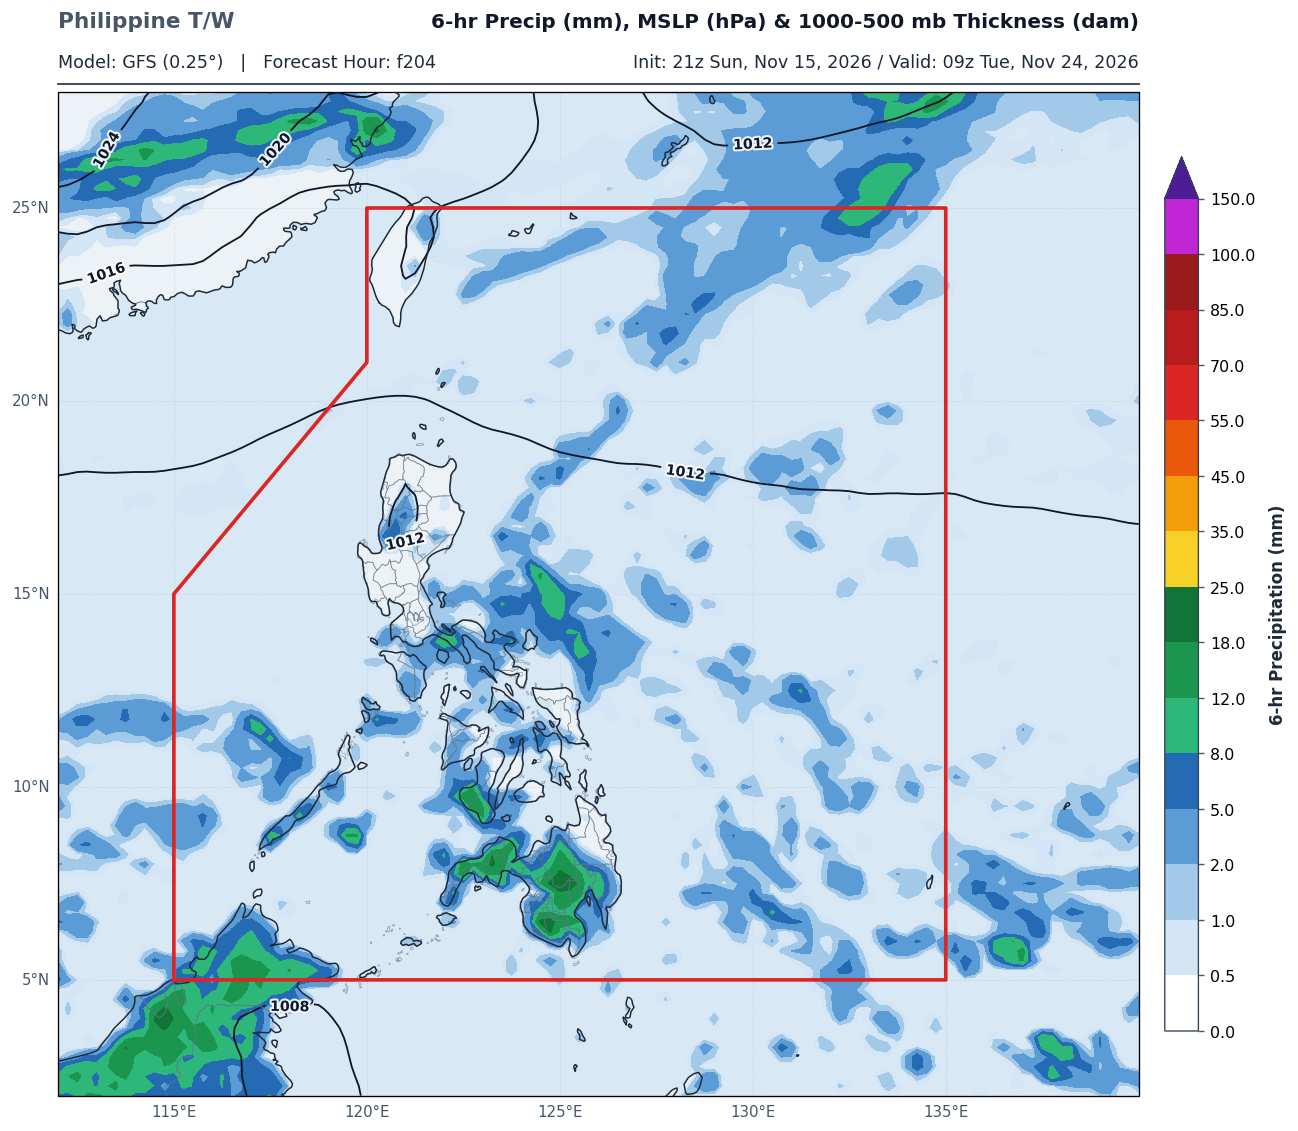 Philippine T/W
6-hr Precip (mm), MSLP (hPa) & 1000-500 mb Thickness (dam)
Model: GFS (0.25°) | Forecast Hour: f204
Init: 21z Sun, Nov 15, 2026 / Valid: 09z Tue, Nov 24, 2026
1024
1020
1012
1016
1012
1012
1008
25°N
20°N
15°N
10°N
5°N
115°E
120°E
125°E
130°E
135°E
150.0
100.0
85.0
70.0
55.0
45.0
35.0
25.0
18.0
12.0
8.0
5.0
2.0
1.0
0.5
0.0
6-hr Precipitation (mm)